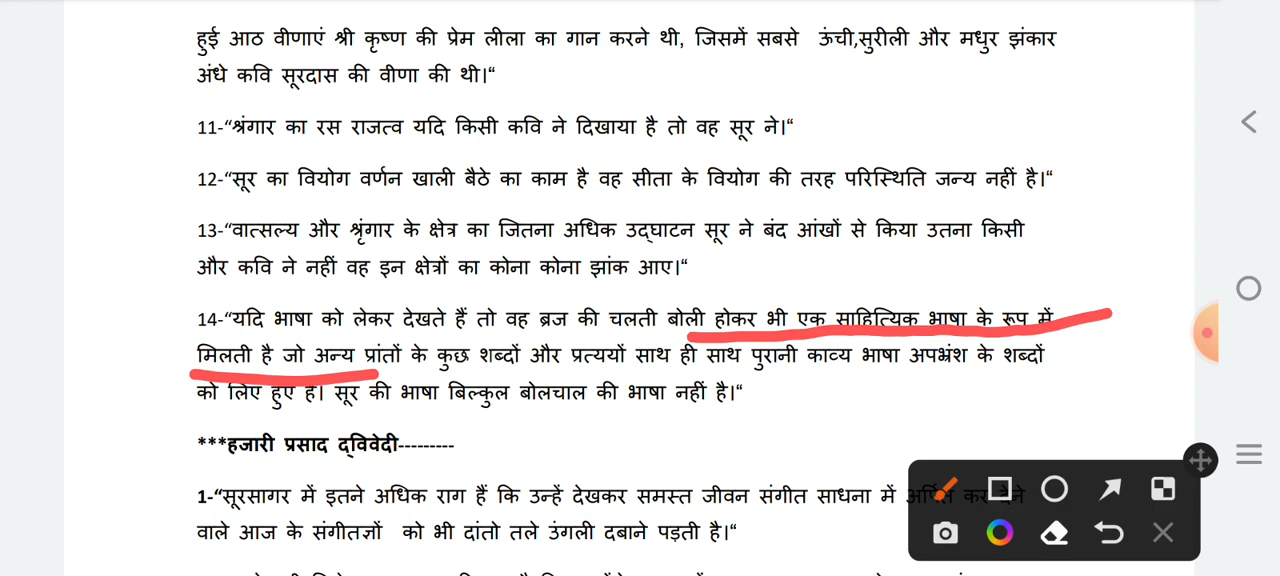 हुई आठ वीणाएं श्री कृष्ण की प्रेम लीला का गान करने थी, जिसमें सबसे ऊंची,सुरीली और मधुर झंकार
अंधे कवि सूरदास की वीणा की थी।“
11-“श्रंगार का रस राजत्व यदि किसी कवि ने दिखाया है तो वह सूर ने।“
12-“सूर का वियोग वर्णन खाली बैठे का काम है वह सीता के वियोग की तरह परिस्थिति जन्य नहीं है।“
13-“वात्सल्य और श्रृंगार के क्षेत्र का जितना अधिक उद्घाटन सूर ने बंद आंखों से किया उतना किसी
और कवि ने नहीं वह इन क्षेत्रों का कोना कोना झांक आए।“
14-“यदि भाषा को लेकर देखते हैं तो वह ब्रज की चलती बोली होकर भी एक साहित्यिक भाषा के रूप में
मिलती है जो अन्य प्रांतों के कुछ शब्दों और प्रत्ययों साथ ही साथ पुरानी काव्य भाषा अपभ्रंश के शब्दों
को लिए हुए है। सूर की भाषा बिल्कुल बोलचाल की भाषा नहीं है।“
***हजारी प्रसाद द्विवेदी---------
1-“सूरसागर में इतने अधिक राग हैं कि उन्हें देखकर समस्त जीवन संगीत साधना में अर्पित कर देने
वाले आज के संगीतज्ञों को भी दांतो तले उंगली दबाने पड़ती है।“